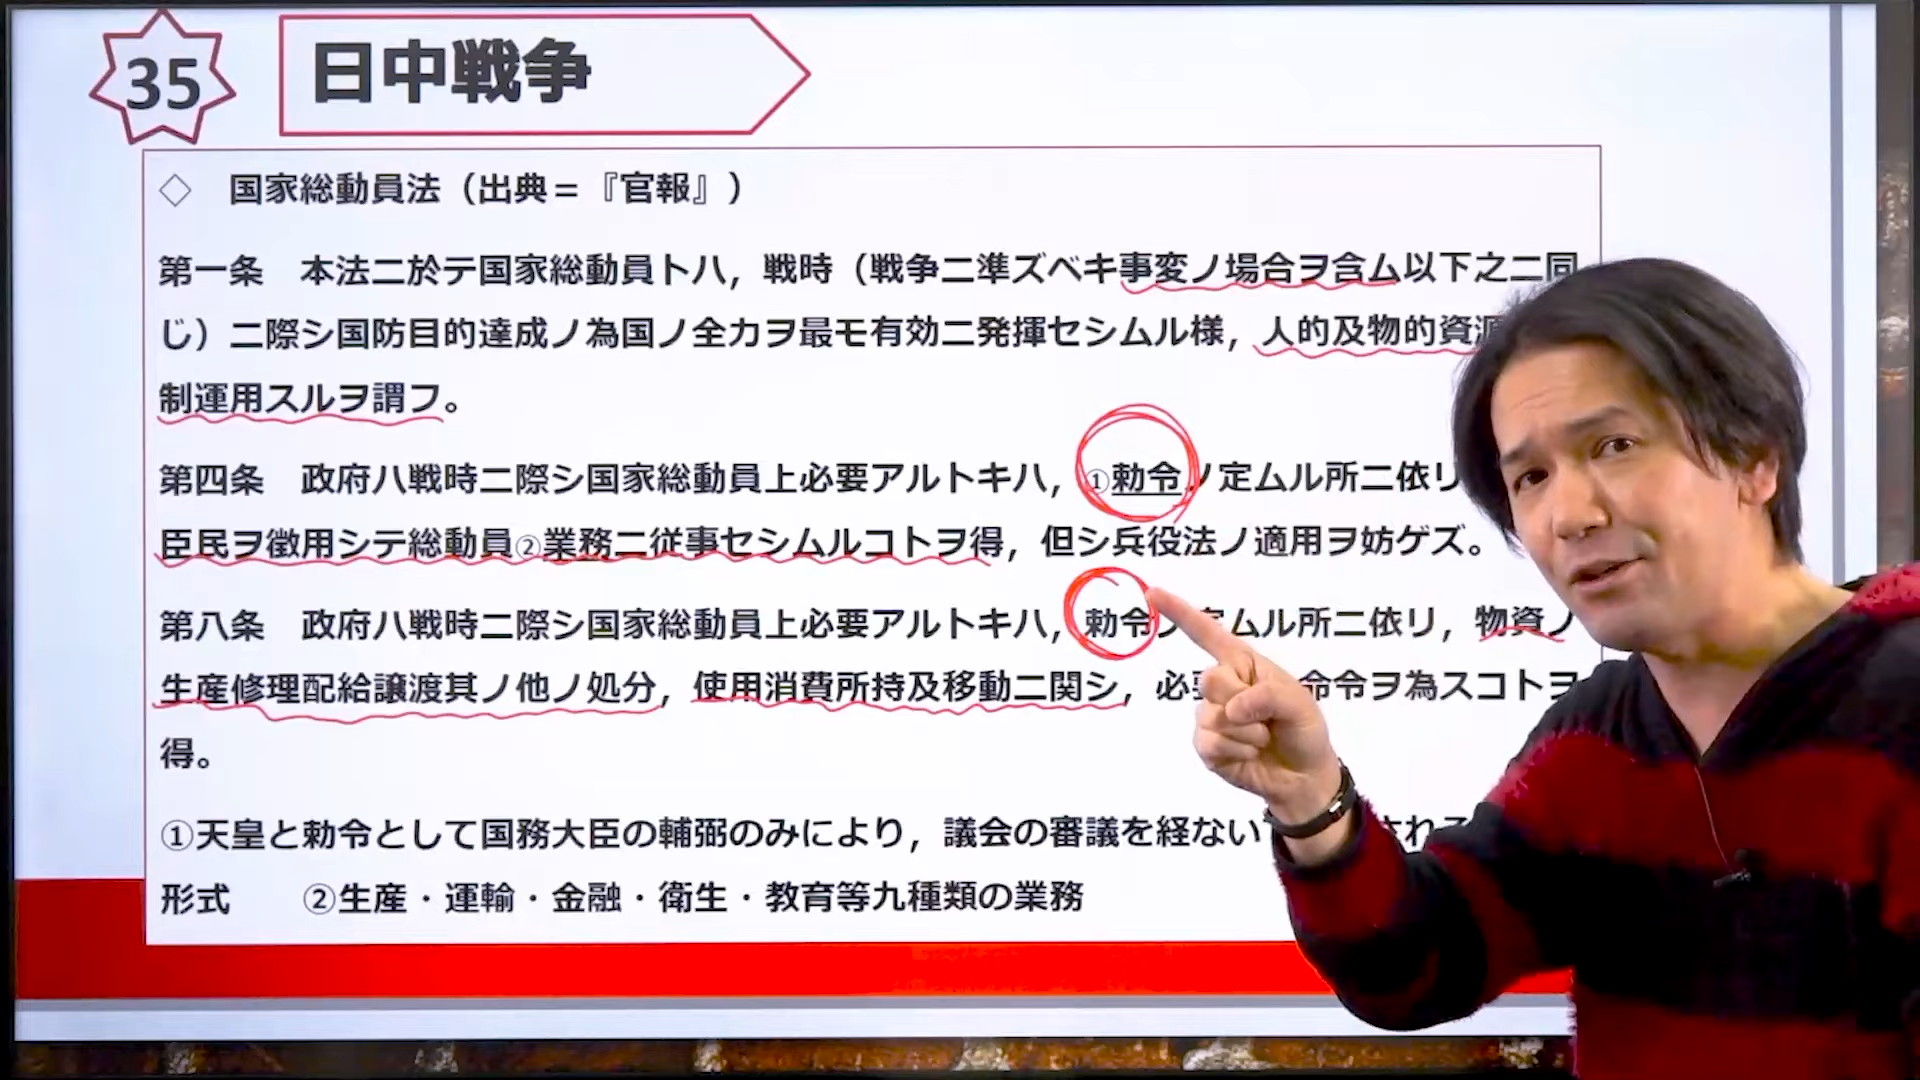 35
日中戦争
◇ 国家総動員法（出典＝『官報』）
第一条 本法ニ於テ国家総動員トハ，戦時（戦争ニ準ズベキ事変ノ場合ヲ含ム以下之ニ同
じ）ニ際シ国防目的達成ノ為国ノ全力ヲ最モ有効ニ発揮セシムル様，人的及物的資源
制運用スルヲ謂フ。
第四条 政府ハ戦時ニ際シ国家総動員上必要アルトキハ，①勅令ノ定ムル所ニ依リ
臣民ヲ徴用シテ総動員②業務ニ従事セシムルコトヲ得，但シ兵役法ノ適用ヲ妨ゲズ。
第八条 政府ハ戦時ニ際シ国家総動員上必要アルトキハ，勅令ノ定ムル所ニ依リ，物資ノ
生産修理配給譲渡其ノ他ノ処分，使用消費所持及移動ニ関シ，必要 命令ヲ為スコトヲ
得。
①天皇と勅令として国務大臣の輔弼のみにより，議会の審議を経ない される
形式 ②生産・運輸・金融・衛生・教育等九種類の業務